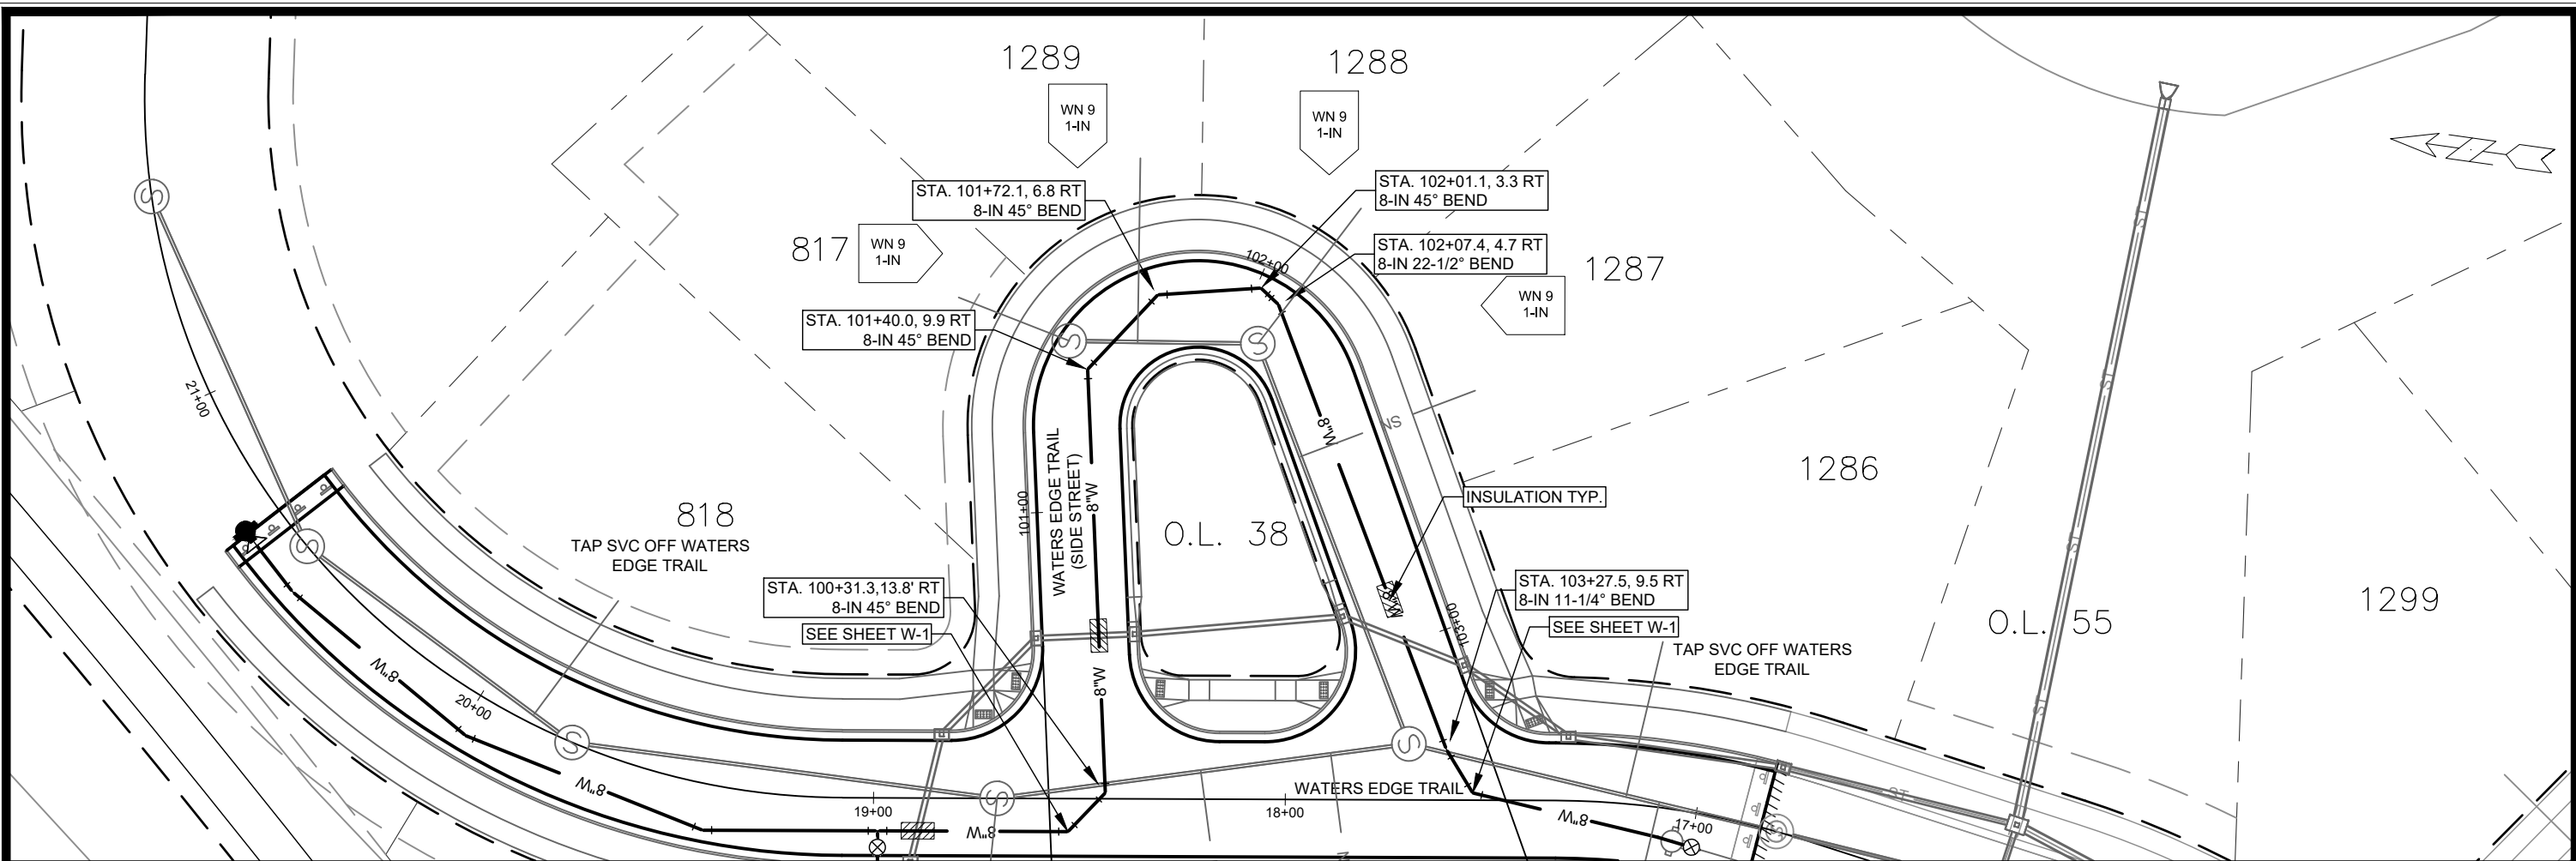 1289
1288
WN 9
1-IN
WN 9
1-IN
STA. 101+72.1, 6.8 RT
8-IN 45° BEND
STA. 102+01.1, 3.3 RT
8-IN 45° BEND
817
WN 9
1-IN
102+00
STA. 102+07.4, 4.7 RT
8-IN 22-1/2° BEND
1287
WN 9
1-IN
STA. 101+40.0, 9.9 RT
8-IN 45° BEND
S
S
S
ST
ST
21+00
8"W
SN
1286
INSULATION TYP.
818
TAP SVC OFF WATERS
EDGE TRAIL
101+00
WATERS EDGE TRAIL
(SIDE STREET)
8"W
O.L. 38
S
ST
STA. 100+31.3,13.8' RT
8-IN 45° BEND
SEE SHEET W-1
8"W
103+00
STA. 103+27.5, 9.5 RT
8-IN 11-1/4° BEND
SEE SHEET W-1
O.L. 55
1299
TAP SVC OFF WATERS
EDGE TRAIL
8"W
8"W
20+00
S
S
ST
8"W
S
WATERS EDGE TRAIL
ST
19+00
18+00
8"W
8"W
17+00
S